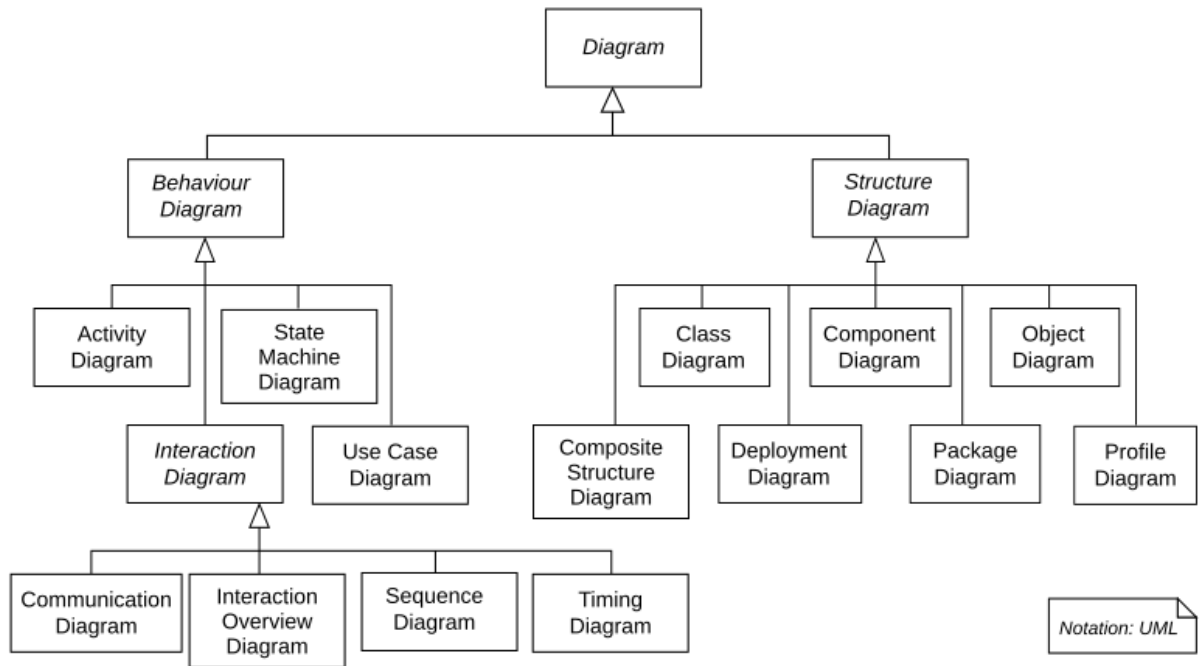 Diagram
Behaviour
Diagram
Structure
Diagram
Activity
Diagram
State
Machine
Diagram
Class
Diagram
Component
Diagram
Object
Diagram
Interaction
Diagram
Use Case
Diagram
Composite
Structure
Diagram
Deployment
Diagram
Package
Diagram
Profile
Diagram
Communication
Diagram
Interaction
Overview
Diagram
Sequence
Diagram
Timing
Diagram
Notation: UML